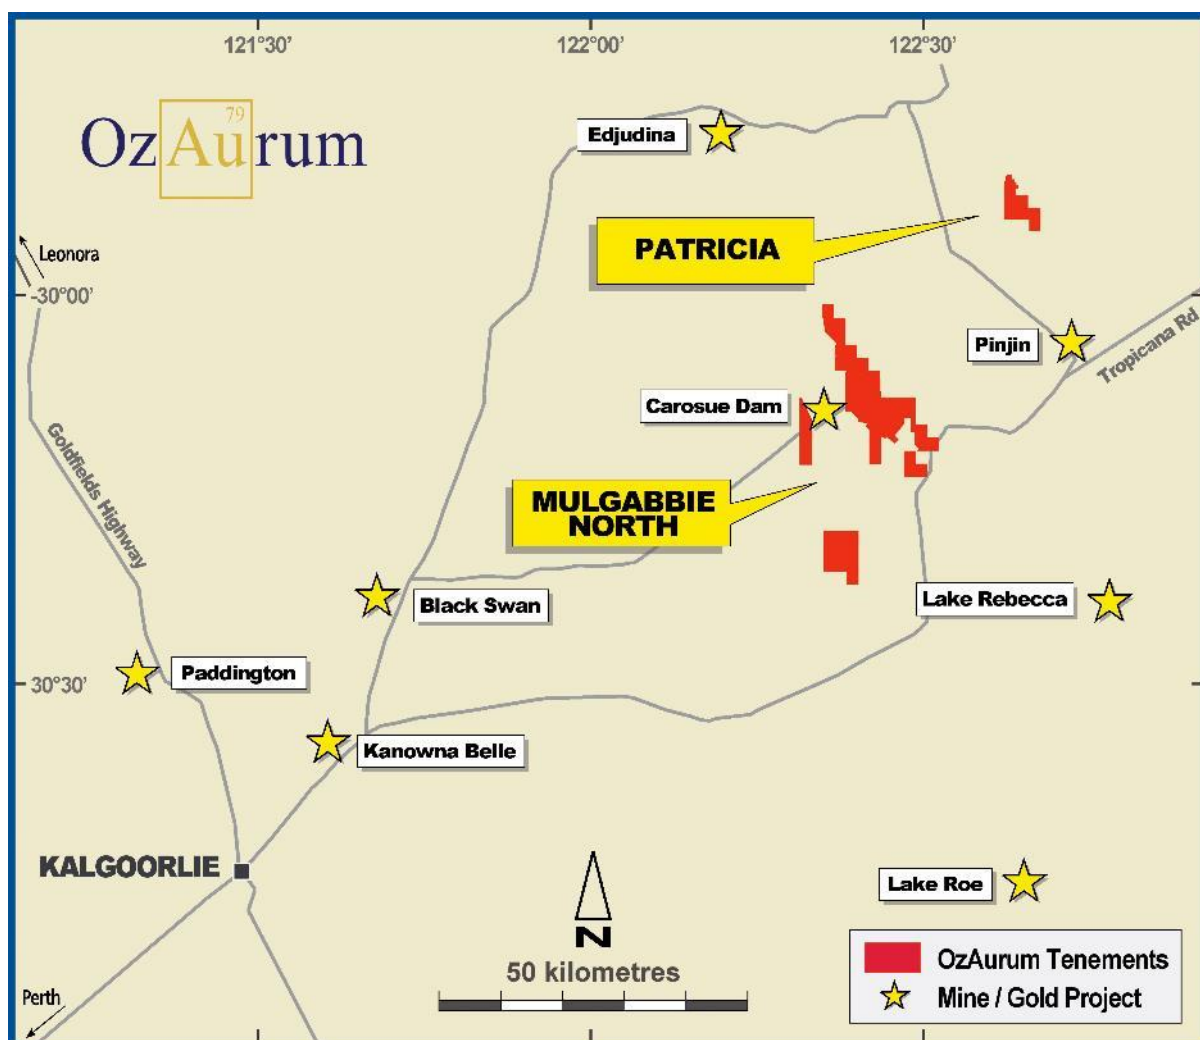 121°30'
122°00'
122°30'
79
OzAurum
Edjudina
PATRICIA
Leonora
-30°00'
Pinjin
Tropicana Rd
Carosue Dam
Goldfields Highway
MULGABBIE
NORTH
Black Swan
Lake Rebecca
Paddington
30°30'
Kanowna Belle
KALGOORLIE
Lake Roe
N
50 kilometres
OzAurum Tenements
Mine / Gold Project
Perth